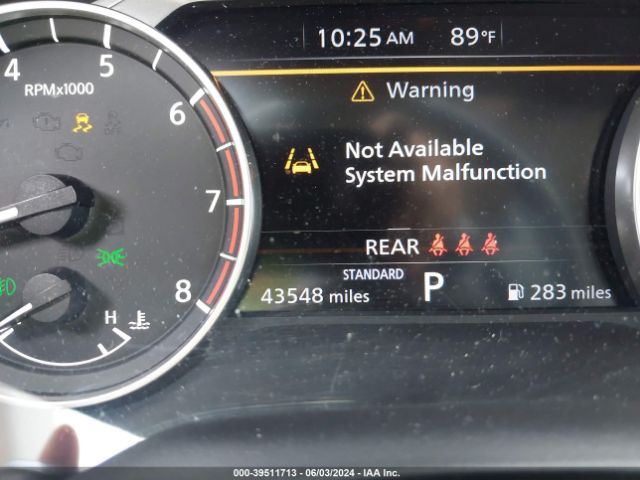 10:25 AM 89°F
4 5 6 7 8
RPMx1000
Warning
Not Available
System Malfunction
REAR
STANDARD
43548 miles P 283 miles
H
000-39511713 - 06/03/2024 - IAA Inc.